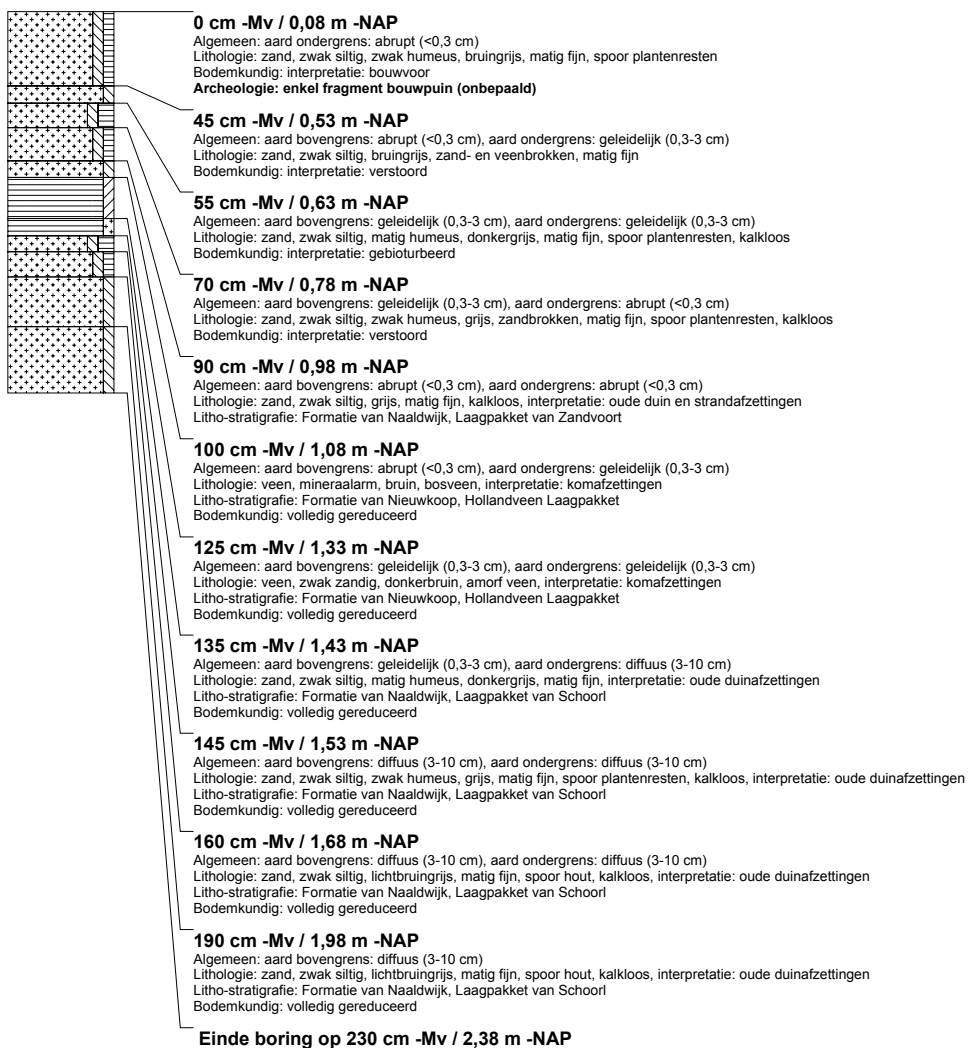 0 cm -Mv / 0,08 m -NAP
Algemeen: aard ondergrens: abrupt (<0,3 cm)
Lithologie: zand, zwak siltig, zwak humeus, bruingrijs, matig fijn, spoor plantenresten
Bodemkundig: interpretatie: bouwvoor
Archeologie: enkel fragment bouwpuin (onbepaald)
45 cm -Mv / 0,53 m -NAP
Algemeen: aard bovengrens: abrupt (<0,3 cm), aard ondergrens: geleidelijk (0,3-3 cm)
Lithologie: zand, zwak siltig, bruingrijs, zand- en veenbrokken, matig fijn
Bodemkundig: interpretatie: verstoord
55 cm -Mv / 0,63 m -NAP
Algemeen: aard bovengrens: geleidelijk (0,3-3 cm), aard ondergrens: geleidelijk (0,3-3 cm)
Lithologie: zand, zwak siltig, matig humeus, donkergrijs, matig fijn, spoor plantenresten, kalkloos
Bodemkundig: interpretatie: gebioturbeerd
70 cm -Mv / 0,78 m -NAP
Algemeen: aard bovengrens: geleidelijk (0,3-3 cm), aard ondergrens: abrupt (<0,3 cm)
Lithologie: zand, zwak siltig, zwak humeus, grijs, zandbrokken, matig fijn, spoor plantenresten, kalkloos
Bodemkundig: interpretatie: verstoord
90 cm -Mv / 0,98 m -NAP
Algemeen: aard bovengrens: abrupt (<0,3 cm), aard ondergrens: abrupt (<0,3 cm)
Lithologie: zand, zwak siltig, grijs, matig fijn, kalkloos, interpretatie: oude duin en strandafzettingen
Litho-stratigrafie: Formatie van Naaldwijk, Laagpakket van Zandvoort
100 cm -Mv / 1,08 m -NAP
Algemeen: aard bovengrens: abrupt (<0,3 cm), aard ondergrens: geleidelijk (0,3-3 cm)
Lithologie: veen, mineraalarm, bruin, bosveen, interpretatie: komafzettingen
Litho-stratigrafie: Formatie van Nieuwkoop, Hollandveen Laagpakket
Bodemkundig: volledig gereduceerd
125 cm -Mv / 1,33 m -NAP
Algemeen: aard bovengrens: geleidelijk (0,3-3 cm), aard ondergrens: geleidelijk (0,3-3 cm)
Lithologie: veen, zwak zandig, donkerbruin, amorf veen, interpretatie: komafzettingen
Litho-stratigrafie: Formatie van Nieuwkoop, Hollandveen Laagpakket
Bodemkundig: volledig gereduceerd
135 cm -Mv / 1,43 m -NAP
Algemeen: aard bovengrens: geleidelijk (0,3-3 cm), aard ondergrens: diffuus (3-10 cm)
Lithologie: zand, zwak siltig, matig humeus, donkergrijs, matig fijn, interpretatie: oude duinafzettingen
Litho-stratigrafie: Formatie van Naaldwijk, Laagpakket van Schoorl
Bodemkundig: volledig gereduceerd
145 cm -Mv / 1,53 m -NAP
Algemeen: aard bovengrens: diffuus (3-10 cm), aard ondergrens: diffuus (3-10 cm)
Lithologie: zand, zwak siltig, zwak humeus, grijs, matig fijn, spoor plantenresten, kalkloos, interpretatie: oude duinafzettingen
Litho-stratigrafie: Formatie van Naaldwijk, Laagpakket van Schoorl
Bodemkundig: volledig gereduceerd
160 cm -Mv / 1,68 m -NAP
Algemeen: aard bovengrens: diffuus (3-10 cm), aard ondergrens: diffuus (3-10 cm)
Lithologie: zand, zwak siltig, lichtbruingrijs, matig fijn, spoor hout, kalkloos, interpretatie: oude duinafzettingen
Litho-stratigrafie: Formatie van Naaldwijk, Laagpakket van Schoorl
Bodemkundig: volledig gereduceerd
190 cm -Mv / 1,98 m -NAP
Algemeen: aard bovengrens: diffuus (3-10 cm)
Lithologie: zand, zwak siltig, lichtbruingrijs, matig fijn, spoor hout, kalkloos, interpretatie: oude duinafzettingen
Litho-stratigrafie: Formatie van Naaldwijk, Laagpakket van Schoorl
Bodemkundig: volledig gereduceerd
Einde boring op 230 cm -Mv / 2,38 m -NAP